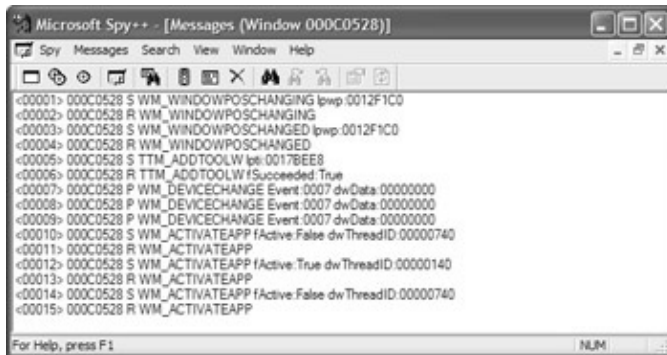 Microsoft Spy++ - [Messages (Window 000C0528)]
Spy Messages Search View Window Help
<00001> 000C0528 S WM_WINDOWPOSCHANGING lpwp:0012F1C0
<00002> 000C0528 R WM_WINDOWPOSCHANGING
<00003> 000C0528 S WM_WINDOWPOSCHANGED lpwp:0012F1C0
<00004> 000C0528 R WM_WINDOWPOSCHANGED
<00005> 000C0528 S TTM_ADDTOOLW lpti:0017BEE8
<00006> 000C0528 R TTM_ADDTOOLW fSucceeded:True
<00007> 000C0528 P WM_DEVICECHANGE Event:0007 dwData:00000000
<00008> 000C0528 P WM_DEVICECHANGE Event:0007 dwData:00000000
<00009> 000C0528 P WM_DEVICECHANGE Event:0007 dwData:00000000
<00010> 000C0528 S WM_ACTIVATEAPP fActive:False dwThreadID:00000740
<00011> 000C0528 R WM_ACTIVATEAPP
<00012> 000C0528 S WM_ACTIVATEAPP fActive:True dwThreadID:00000140
<00013> 000C0528 R WM_ACTIVATEAPP
<00014> 000C0528 S WM_ACTIVATEAPP fActive:False dwThreadID:00000740
<00015> 000C0528 R WM_ACTIVATEAPP
For Help, press F1
NUM